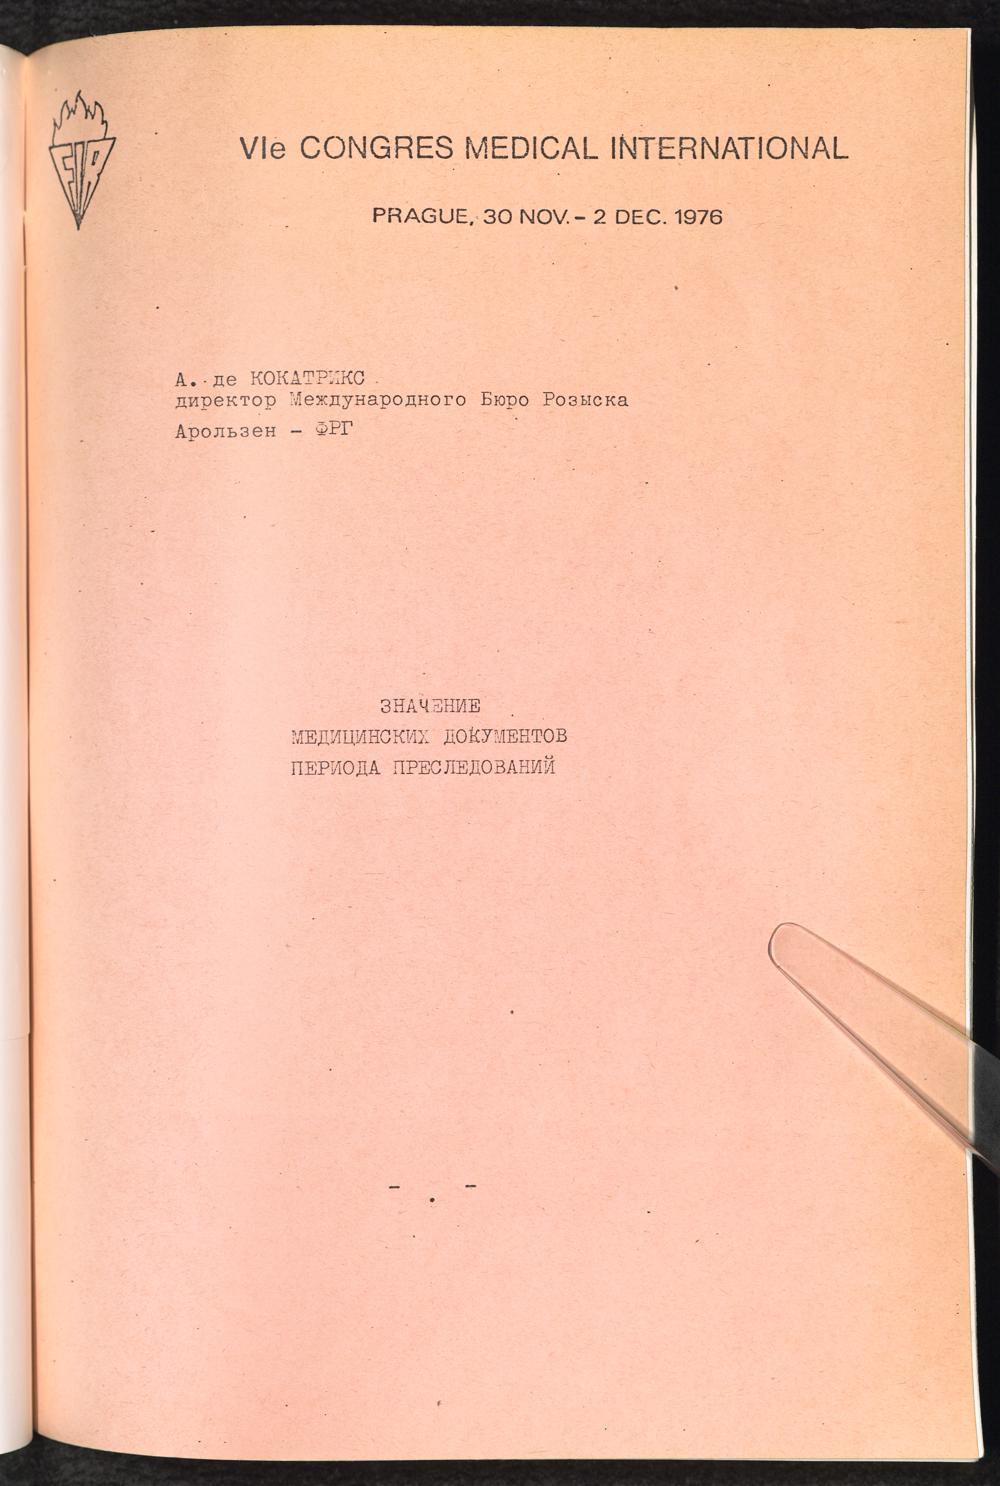 FIR
VIe CONGRES MEDICAL INTERNATIONAL
PRAGUE, 30 NOV. – 2 DEC. 1976
А. де КОКАТРИКС
директор Международного Бюро Розыска
Арользен – ФРГ
ЗНАЧЕНИЕ
МЕДИЦИНСКИХ ДОКУМЕНТОВ
ПЕРИОДА ПРЕСЛЕДОВАНИЙ